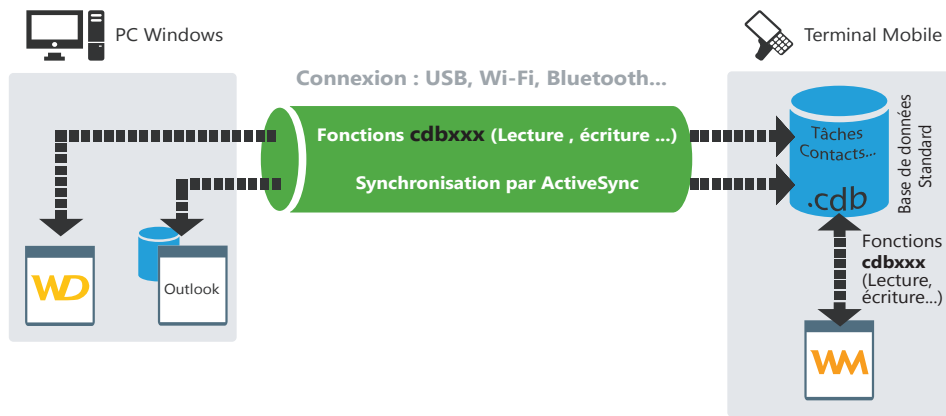 PC Windows
Terminal Mobile
Connexion : USB, Wi-Fi, Bluetooth...
Fonctions cdbxxx (Lecture , écriture ...)
Synchronisation par ActiveSync
Tâches
Contacts...
.cdb
Base de données
Standard
WD
Outlook
Fonctions
cdbxxx
(Lecture,
écriture...)
WM